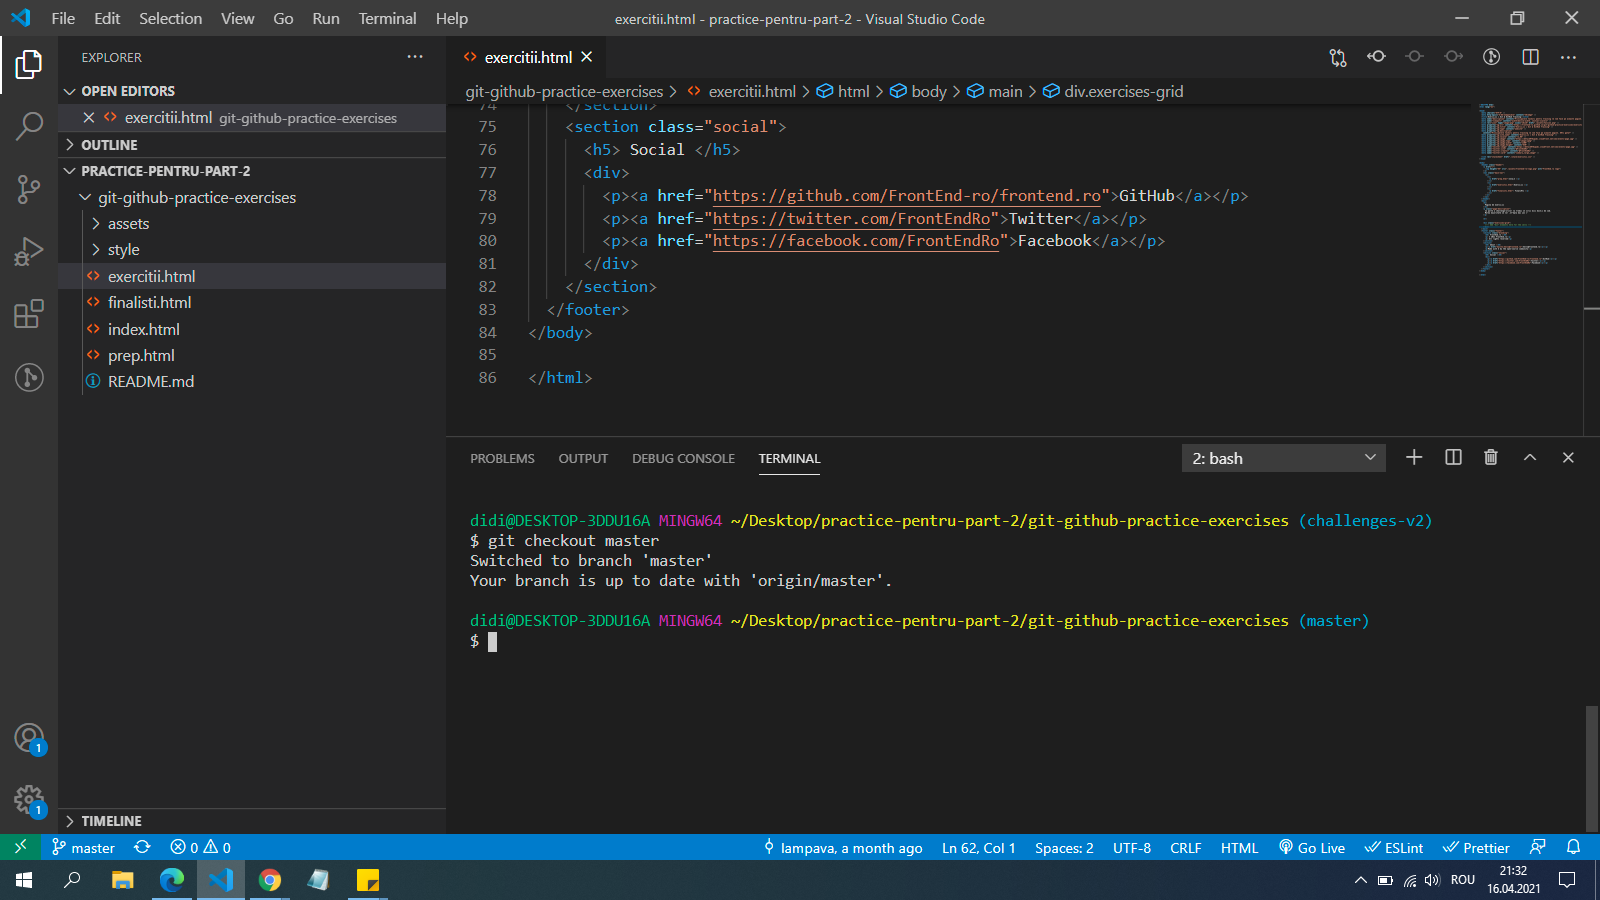 File Edit Selection View Go Run Terminal Help
exercitii.html - practice-pentru-part-2 - Visual Studio Code
EXPLORER
OPEN EDITORS
exercitii.html git-github-practice-exercises
OUTLINE
PRACTICE-PENTRU-PART-2
git-github-practice-exercises
assets
style
exercitii.html
finalisti.html
index.html
prep.html
README.md
TIMELINE
1
1
exercitii.html
git-github-practice-exercises > exercitii.html > html > body > main > div.exercises-grid
74 </section>
75 <section class="social">
76 <h5> Social </h5>
77 <div>
78 <p><a href="https://github.com/FrontEnd-ro/frontend.ro">GitHub</a></p>
79 <p><a href="https://twitter.com/FrontEndRo">Twitter</a></p>
80 <p><a href="https://facebook.com/FrontEndRo">Facebook</a></p>
81 </div>
82 </section>
83 </footer>
84 </body>
85
86 </html>
PROBLEMS OUTPUT DEBUG CONSOLE TERMINAL
2: bash
didi@DESKTOP-3DDU16A MINGW64 ~/Desktop/practice-pentru-part-2/git-github-practice-exercises (challenges-v2)
$ git checkout master
Switched to branch 'master'
Your branch is up to date with 'origin/master'.
didi@DESKTOP-3DDU16A MINGW64 ~/Desktop/practice-pentru-part-2/git-github-practice-exercises (master)
$
master 0 0 lampava, a month ago Ln 62, Col 1 Spaces: 2 UTF-8 CRLF HTML Go Live ESLint Prettier
ROU
21:32
16.04.2021